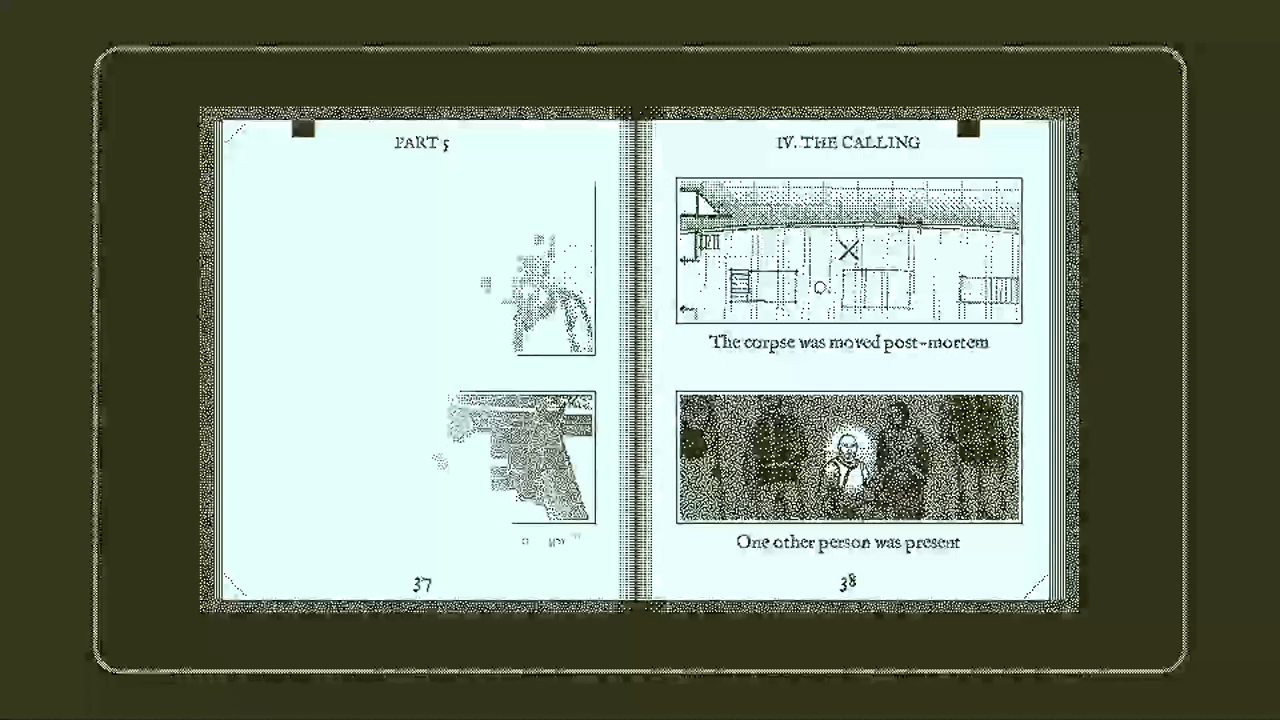 PART 5
37
IV. THE CALLING
The corpse was moved post-mortem
One other person was present
38